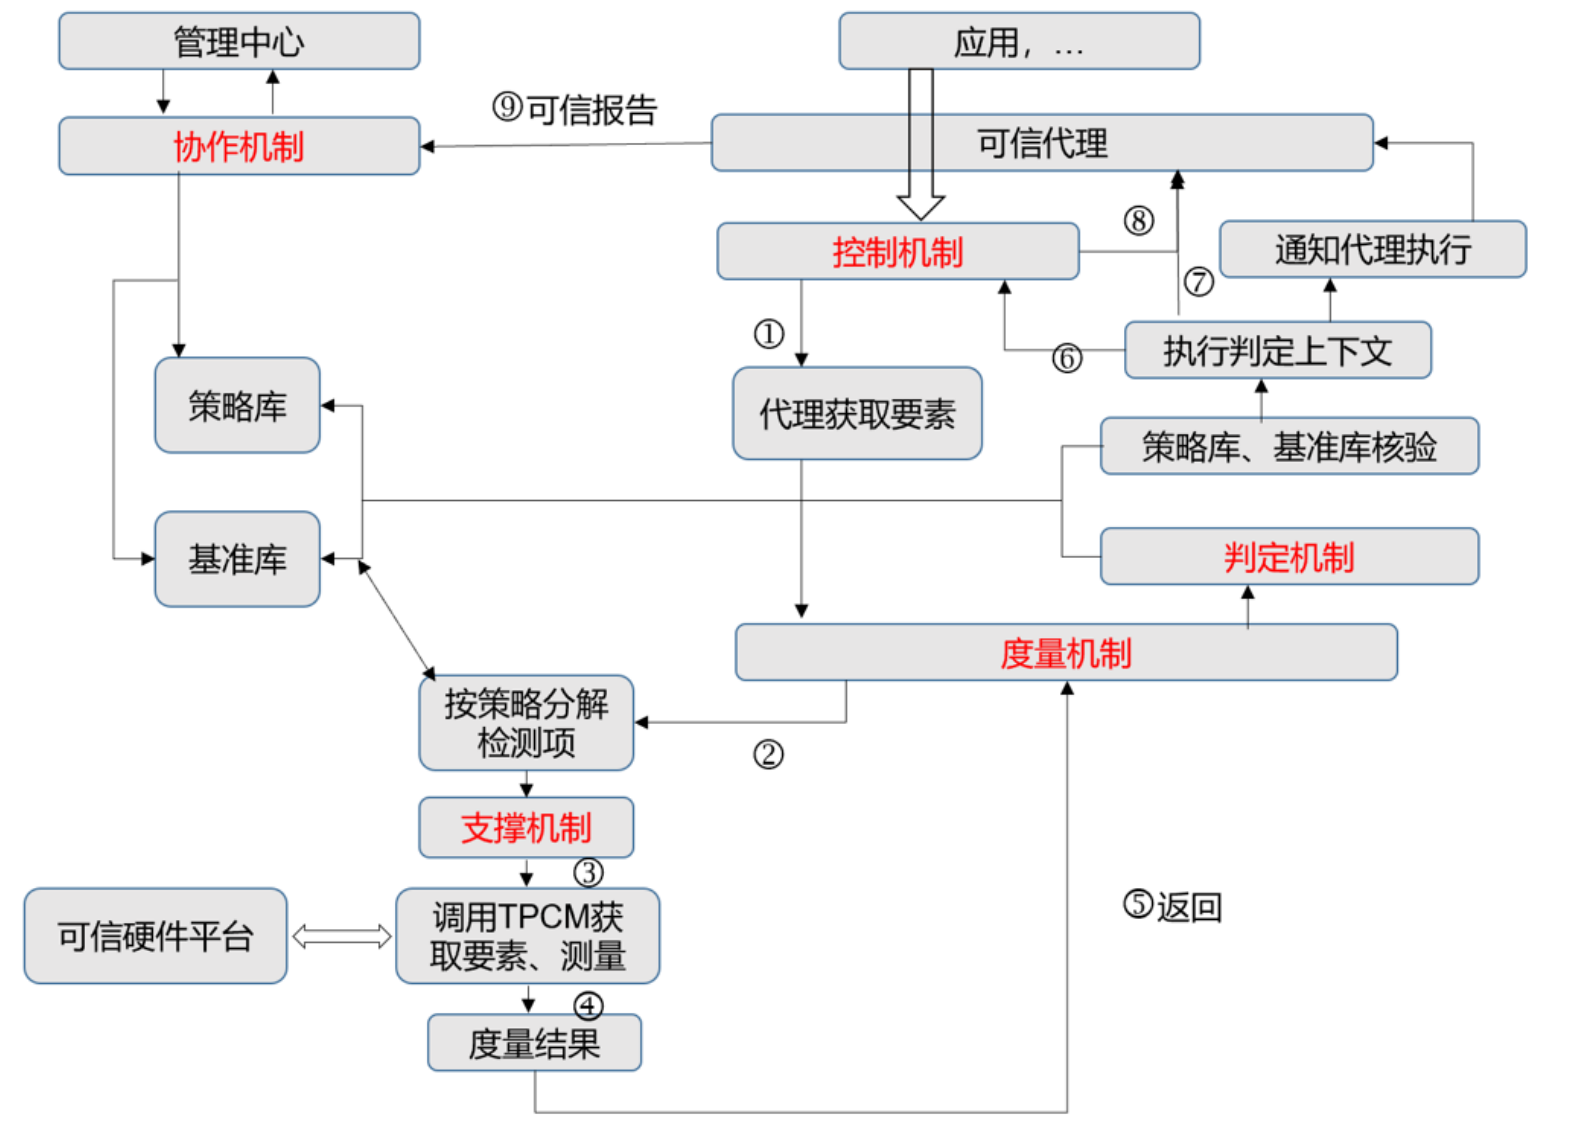 管理中心
应用，...
⑨可信报告
协作机制
可信代理
⑧
控制机制
通知代理执行
⑦
①
⑥
执行判定上下文
策略库
代理获取要素
策略库、基准库核验
基准库
判定机制
度量机制
按策略分解
检测项
②
支撑机制
③
可信硬件平台
调用TPCM获
取要素、测量
⑤返回
④
度量结果